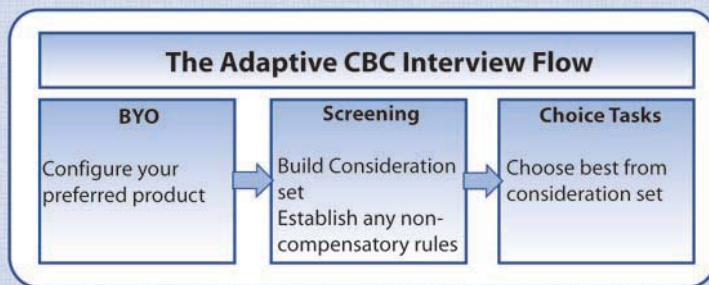 The Adaptive CBC Interview Flow
BYO
Configure your
preferred product
Screening
Build Consideration
set
Establish any non-
compensatory rules
Choice Tasks
Choose best from
consideration set